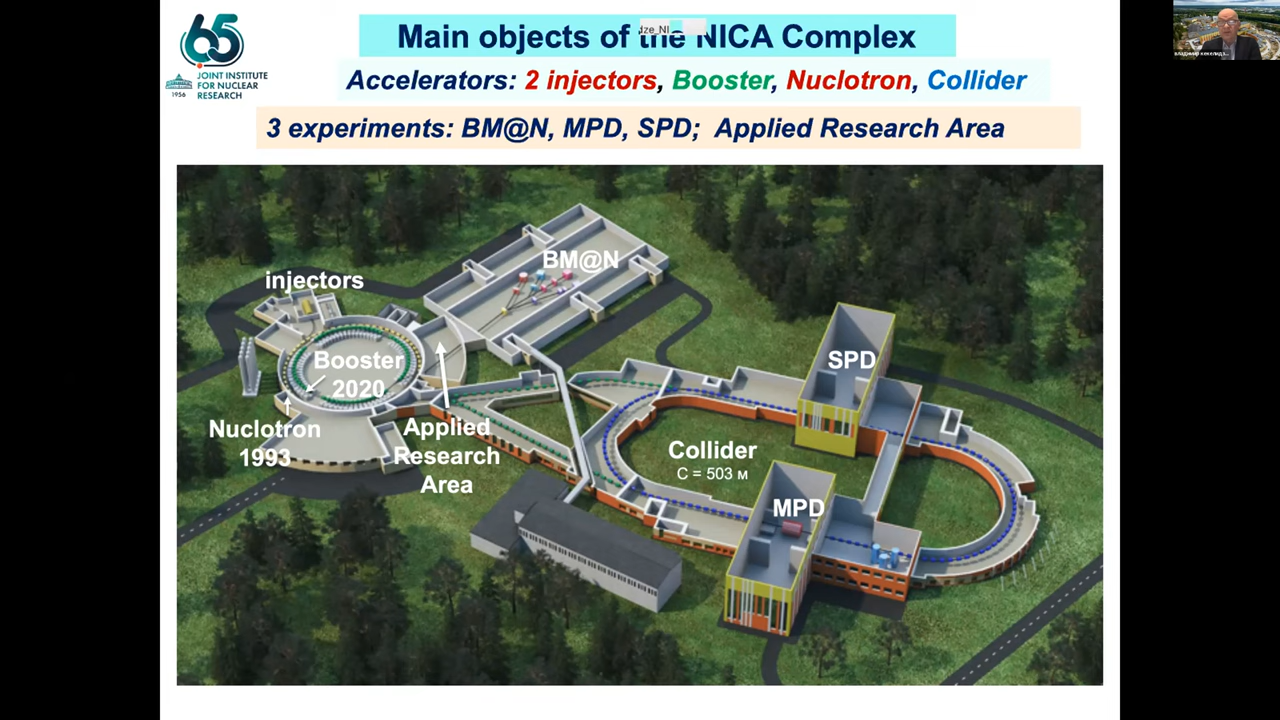 65
JOINT INSTITUTE
FOR NUCLEAR
RESEARCH
1956
Main objects of the NICA Complex
Accelerators: 2 injectors, Booster, Nuclotron, Collider
3 experiments: BM@N, MPD, SPD; Applied Research Area
BM@N
injectors
Booster
2020
SPD
Nuclotron
1993
Applied
Research
Area
Collider
C = 503 м
MPD